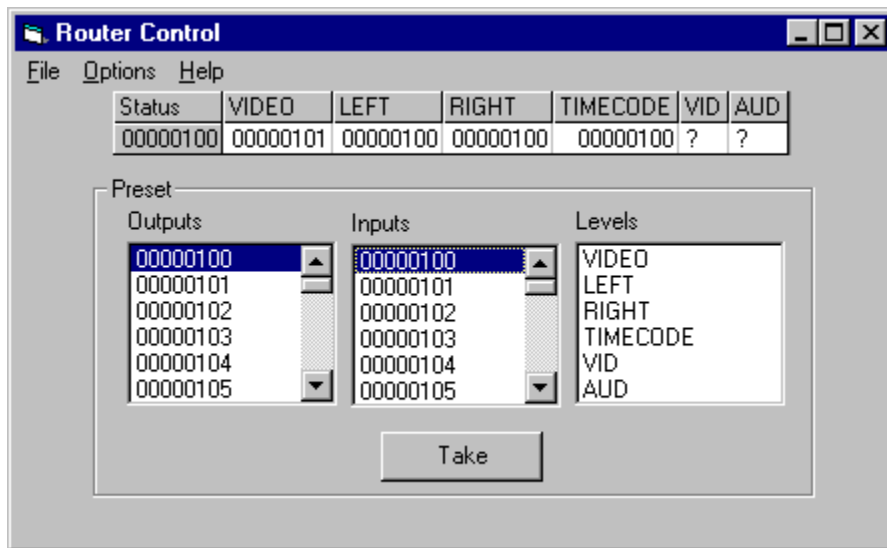 Router Control
File Options Help
Status VIDEO LEFT RIGHT TIMECODE VID AUD
00000100 00000101 00000100 00000100 00000100 ? ?
Preset
Outputs Inputs Levels
00000100 00000100 VIDEO
00000101 00000101 LEFT
00000102 00000102 RIGHT
00000103 00000103 TIMECODE
00000104 00000104 VID
00000105 00000105 AUD
Take